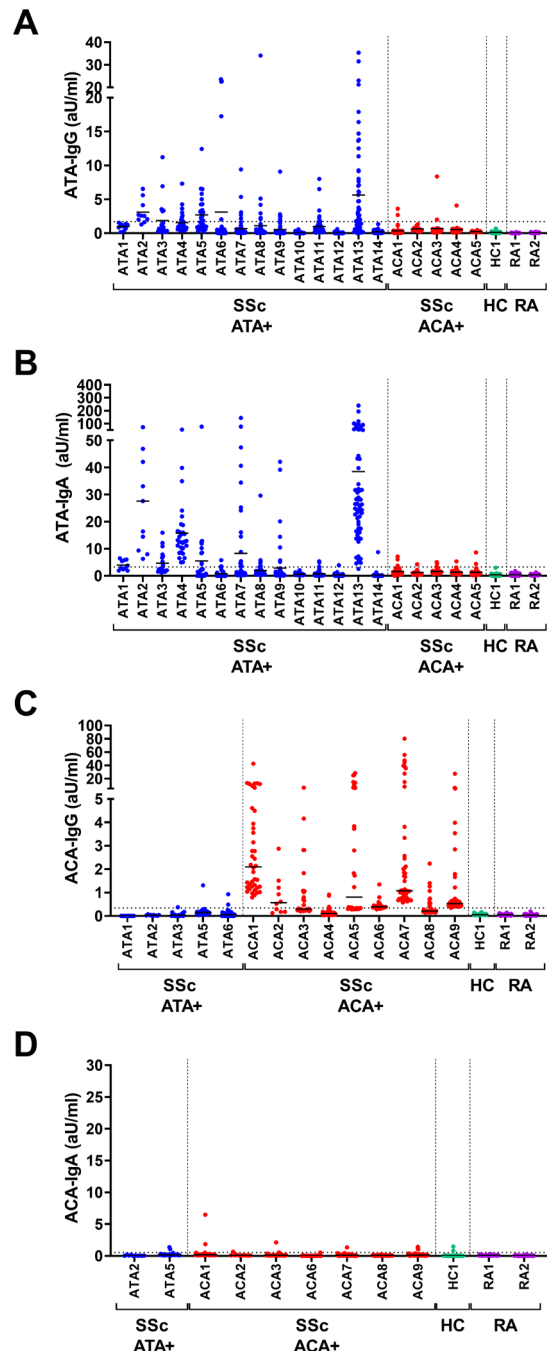 A
ATA-IgG (aU/ml)
40
30
20
20
15
10
5
0
ATA1 ATA2 ATA3 ATA4 ATA5 ATA6 ATA7 ATA8 ATA9 ATA10 ATA11 ATA12 ATA13 ATA14 ACA1 ACA2 ACA3 ACA4 ACA5 HC1 RA1 RA2
SSc SSc HC RA
ATA+ ACA+
B
ATA-IgA (aU/ml)
400
300
200
100
50
40
30
20
10
0
ATA1 ATA2 ATA3 ATA4 ATA5 ATA6 ATA7 ATA8 ATA9 ATA10 ATA11 ATA12 ATA13 ATA14 ACA1 ACA2 ACA3 ACA4 ACA5 HC1 RA1 RA2
SSc SSc HC RA
ATA+ ACA+
C
ACA-IgG (aU/ml)
100
80
60
40
20
5
4
3
2
1
0
ATA1 ATA2 ATA3 ATA5 ATA6 ACA1 ACA2 ACA3 ACA4 ACA5 ACA6 ACA7 ACA8 ACA9 HC1 RA1 RA2
SSc SSc HC RA
ATA+ ACA+
D
ACA-IgA (aU/ml)
30
25
20
15
10
5
0
ATA2 ATA5 ACA1 ACA2 ACA3 ACA6 ACA7 ACA8 ACA9 HC1 RA1 RA2
SSc SSc HC RA
ATA+ ACA+